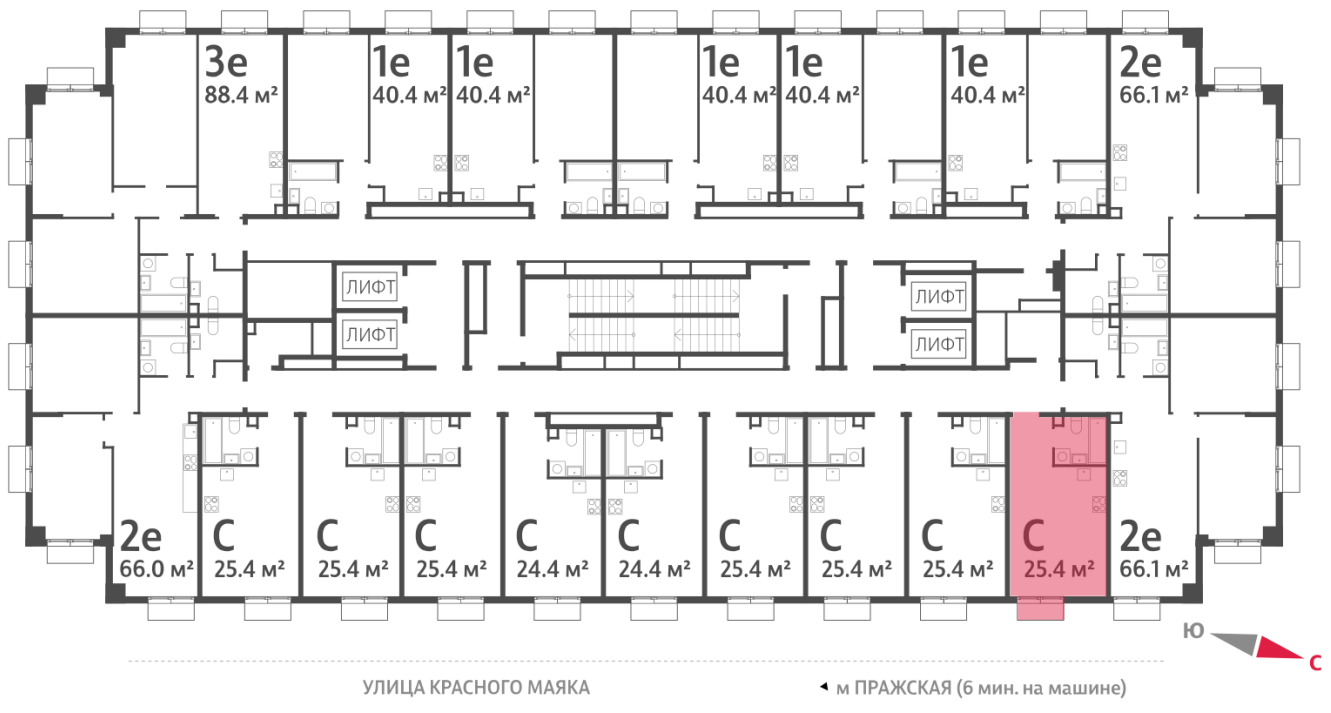 3е
88.4 м²
1е
40.4 м²
1е
40.4 м²
1е
40.4 м²
1е
40.4 м²
1е
40.4 м²
2е
66.1 м²
ЛИФТ
ЛИФТ
ЛИФТ
ЛИФТ
2е
66.0 м²
С
25.4 м²
С
25.4 м²
С
25.4 м²
С
24.4 м²
С
24.4 м²
С
25.4 м²
С
25.4 м²
С
25.4 м²
С
25.4 м²
2е
66.1 м²
Ю
С
УЛИЦА КРАСНОГО МАЯКА
м ПРАЖСКАЯ (6 мин. на машине)